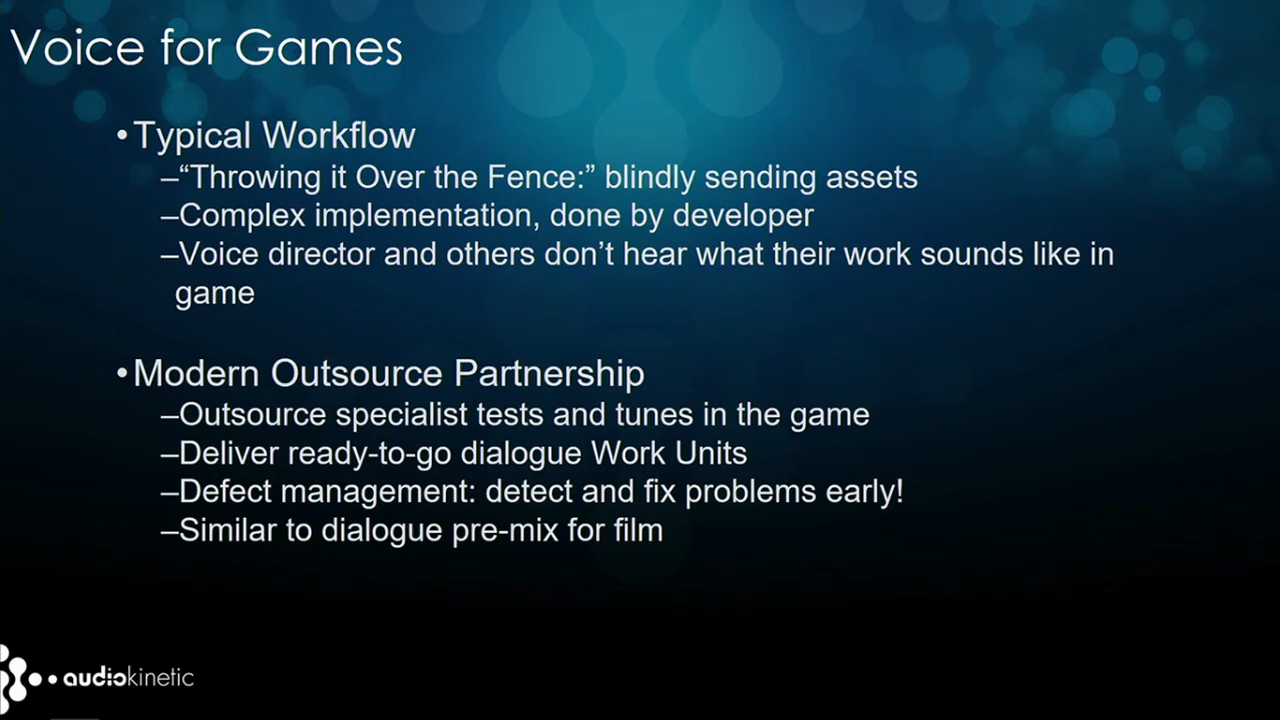 Voice for Games
•Typical Workflow
–“Throwing it Over the Fence:” blindly sending assets
–Complex implementation, done by developer
–Voice director and others don’t hear what their work sounds like in
game
•Modern Outsource Partnership
–Outsource specialist tests and tunes in the game
–Deliver ready-to-go dialogue Work Units
–Defect management: detect and fix problems early!
–Similar to dialogue pre-mix for film
audiokinetic